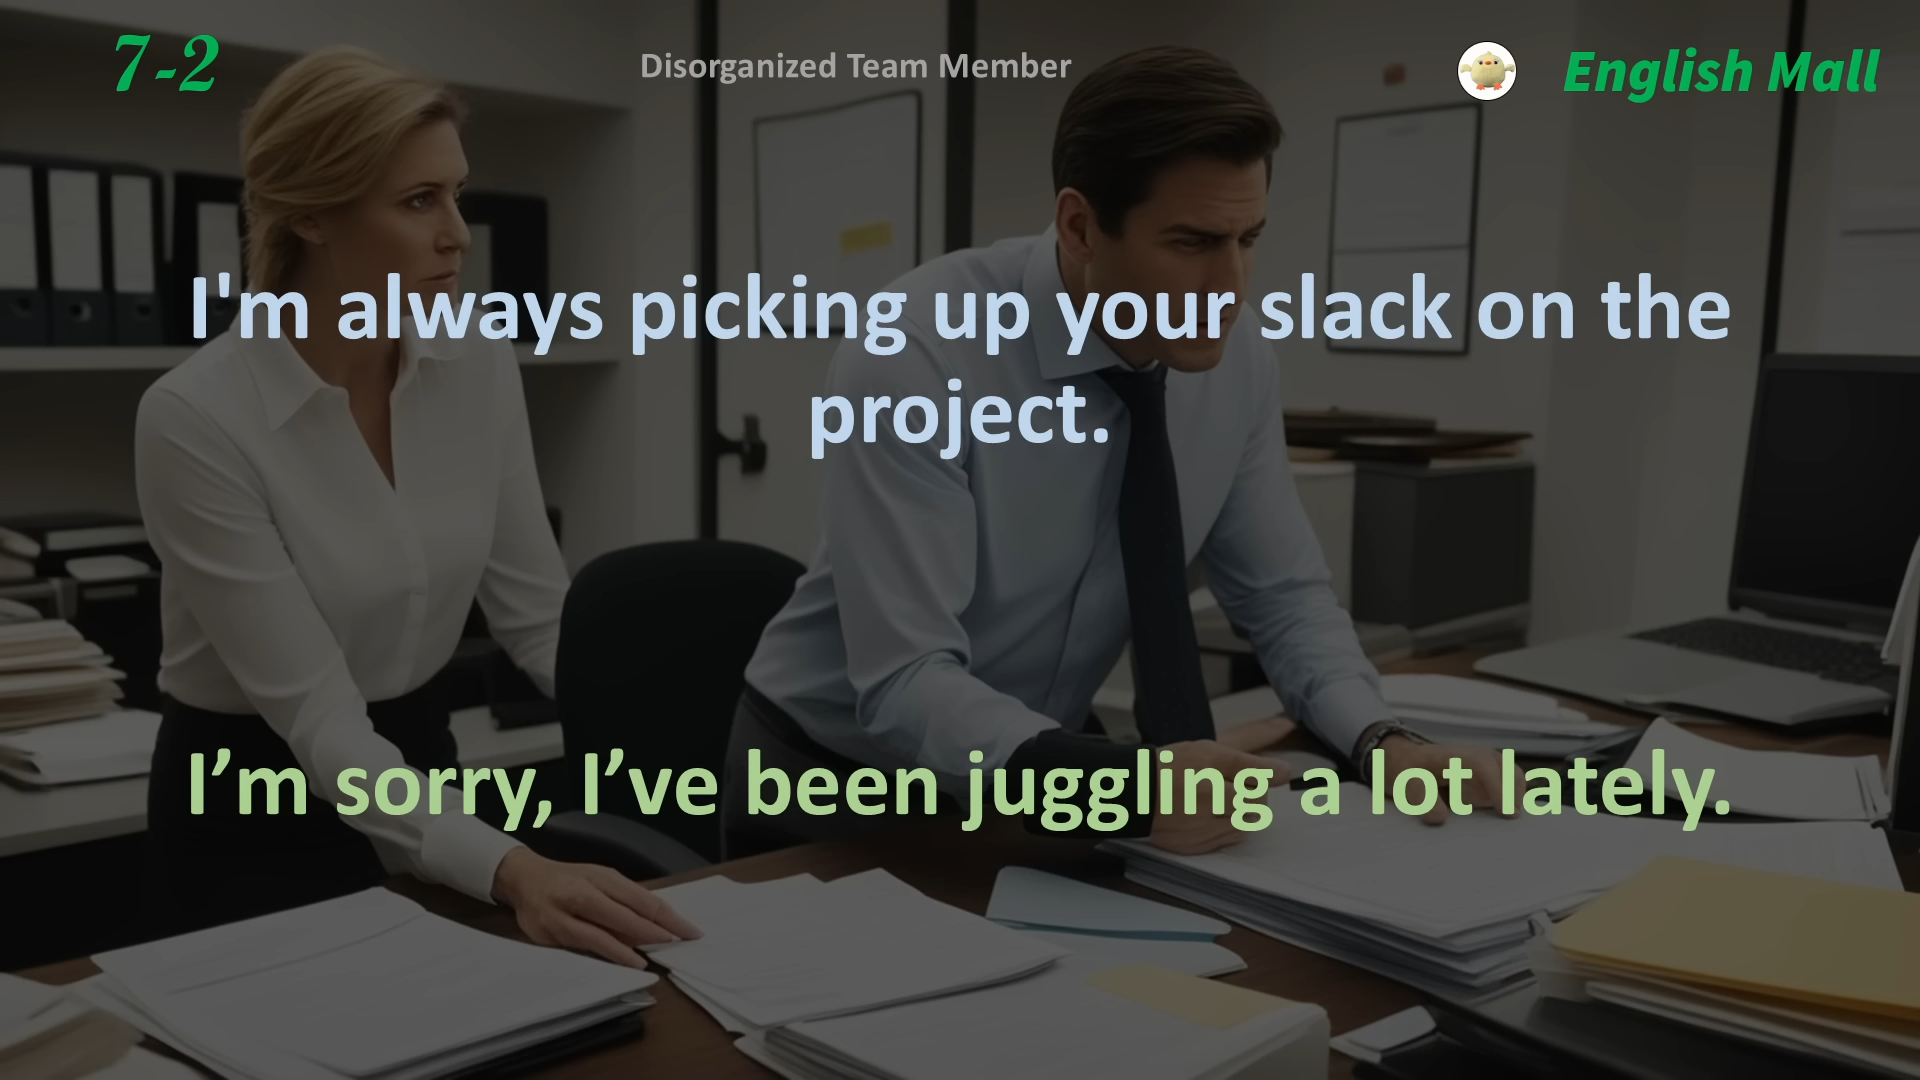 7-2
Disorganized Team Member
English Mall
I'm always picking up your slack on the
project.
I’m sorry, I’ve been juggling a lot lately.